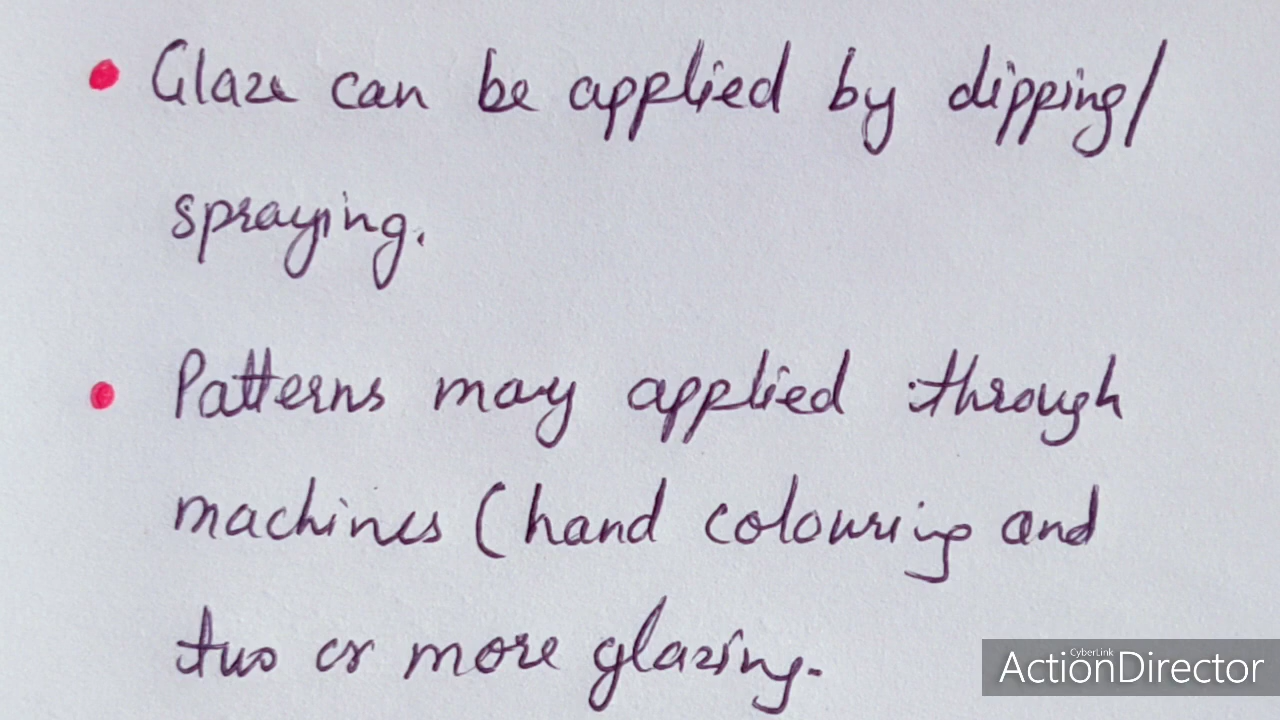 • Glaze can be applied by dipping/
spraying.
• Patterns may applied through
machines (hand colouring and
two or more glazing.
CyberLink
ActionDirector